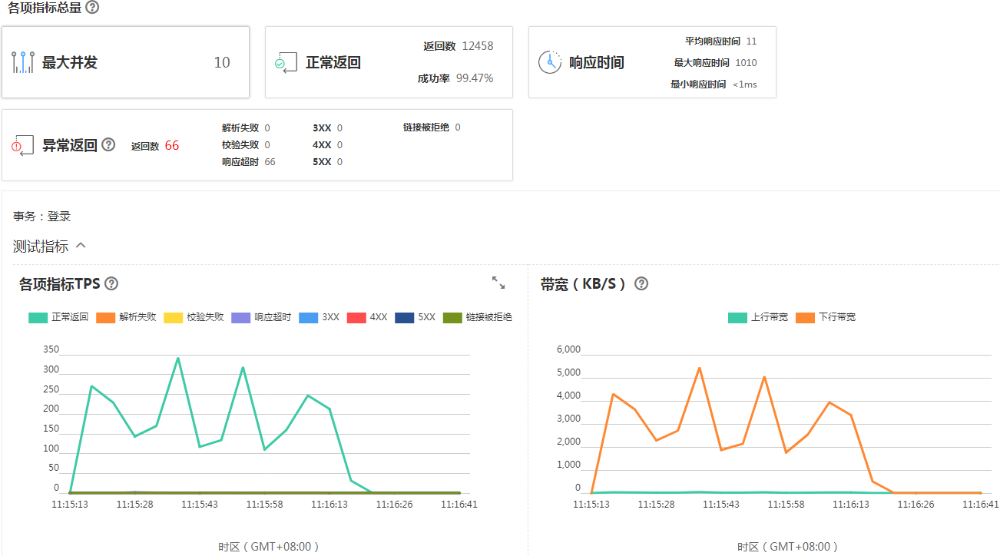 各项指标总量 ?
最大并发 10
正常返回
返回数 12458
成功率 99.47%
响应时间
平均响应时间 11
最大响应时间 1010
最小响应时间 <1ms
异常返回 ? 返回数 66
解析失败 0 3XX 0 链接被拒绝 0
校验失败 0 4XX 0
响应超时 66 5XX 0
事务：登录
测试指标
各项指标TPS ?
正常返回 解析失败 校验失败 响应超时 3XX 4XX 5XX 链接被拒绝
350
300
250
200
150
100
50
0
11:15:13 11:15:28 11:15:43 11:15:58 11:16:13 11:16:26 11:16:41
时区（GMT+08:00）
带宽（KB/S）?
上行带宽 下行带宽
6,000
5,000
4,000
3,000
2,000
1,000
0
11:15:13 11:15:28 11:15:43 11:15:58 11:16:13 11:16:26 11:16:41
时区（GMT+08:00）